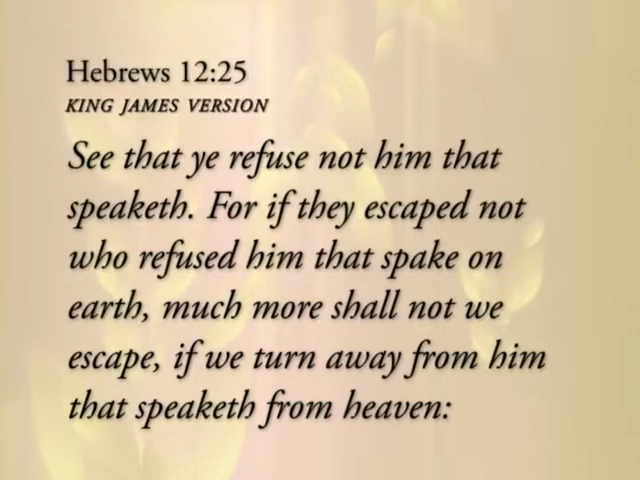 Hebrews 12:25
KING JAMES VERSION
See that ye refuse not him that
speaketh. For if they escaped not
who refused him that spake on
earth, much more shall not we
escape, if we turn away from him
that speaketh from heaven: